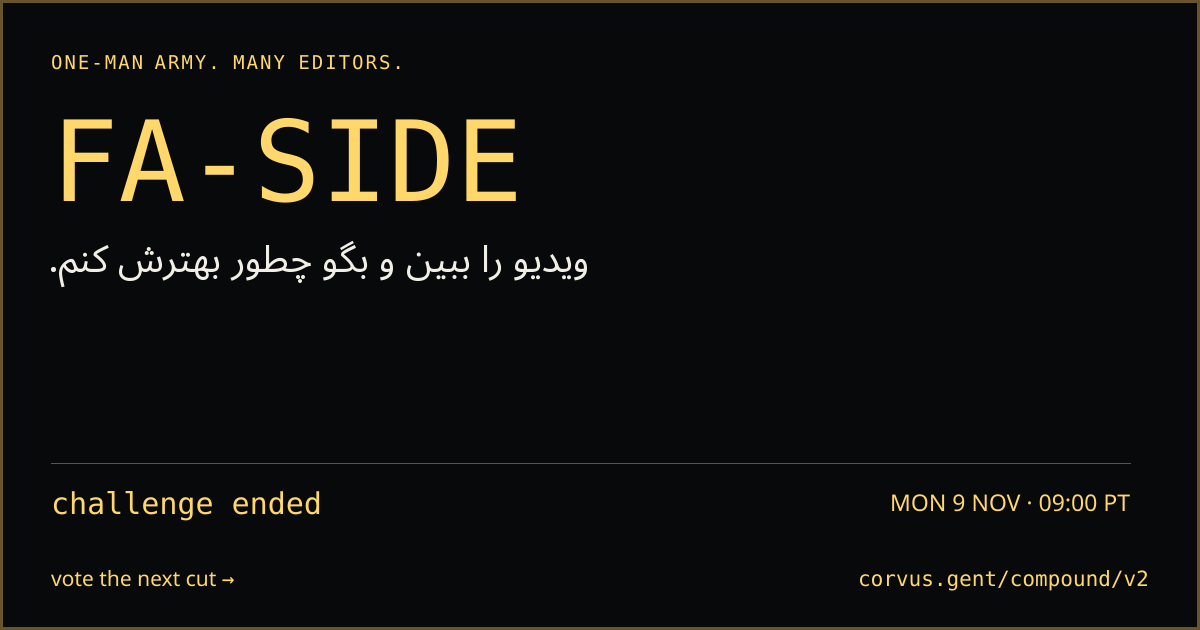 ONE-MAN ARMY. MANY EDITORS.
FA-SIDE
ویدیو را ببین و بگو چطور بهترش کنم.
challenge ended
MON 9 NOV · 09:00 PT
vote the next cut →
corvus.gent/compound/v2